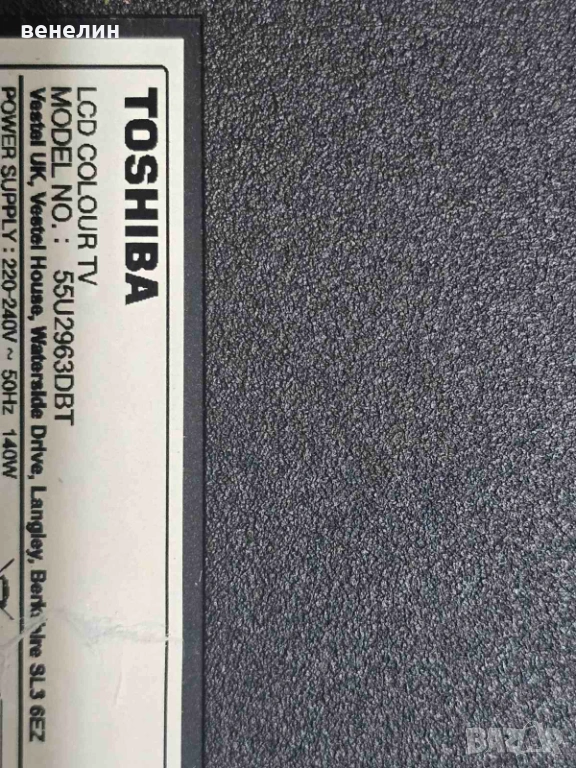 венелин
TOSHIBA
LCD COLOUR TV
MODEL NO. : 55U2963DBT
Vestel UK, Vestel House, Waterside Drive, Langley, Berkshire SL3 6EZ
POWER SUPPLY : 220-240V ~ 50Hz 140W
BAZAR